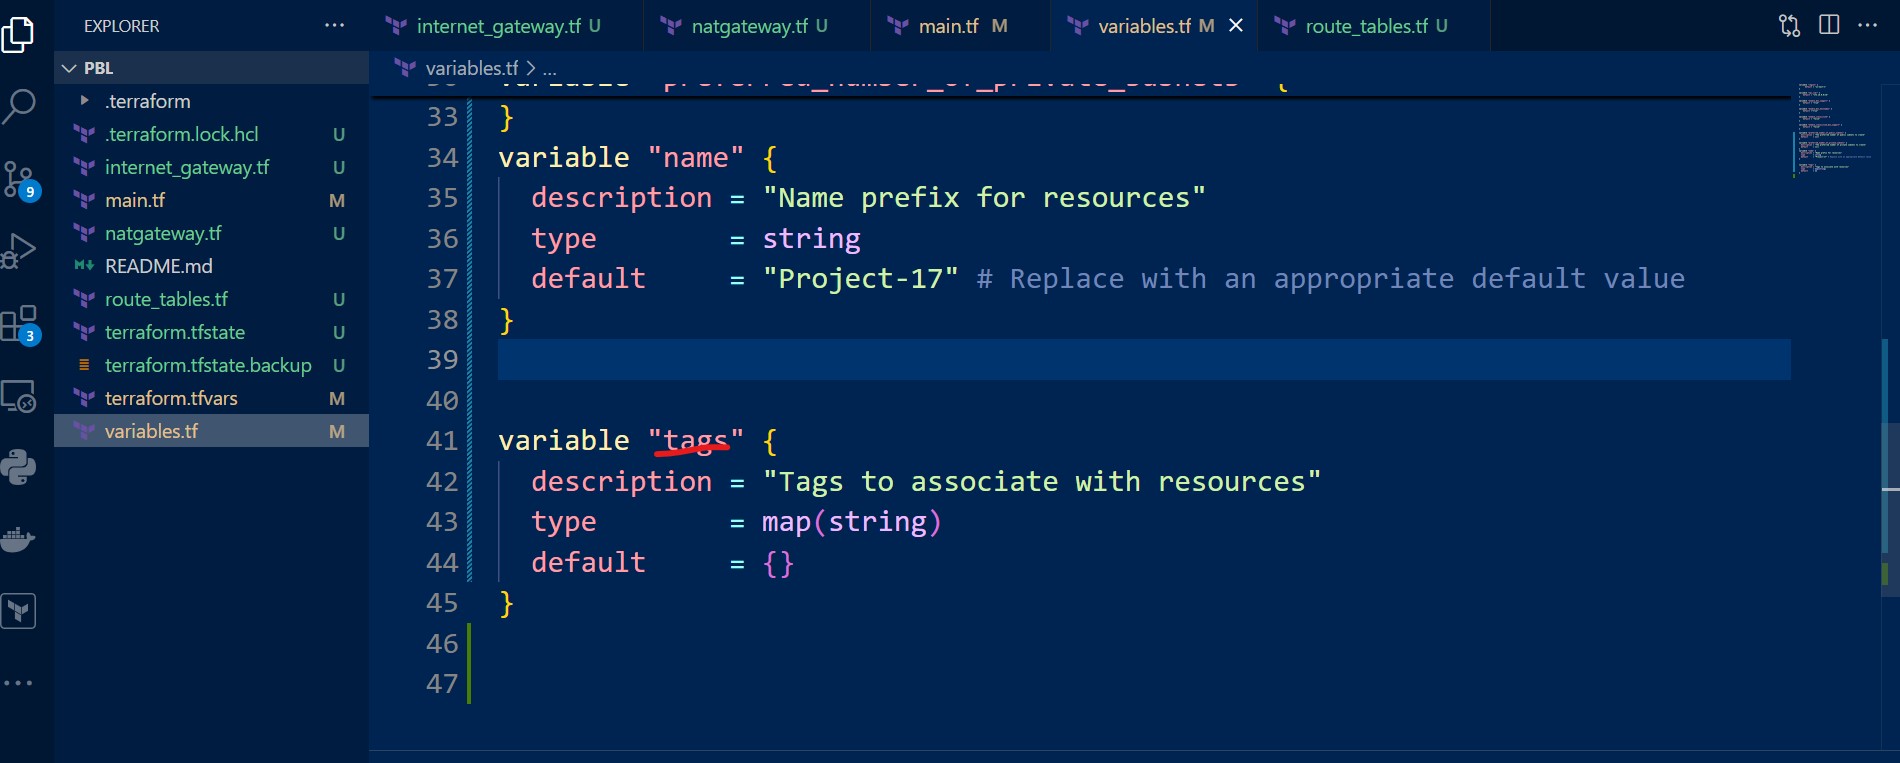 EXPLORER ...
internet_gateway.tf U
natgateway.tf U
main.tf M
variables.tf M
route_tables.tf U
PBL
.terraform
.terraform.lock.hcl U
internet_gateway.tf U
main.tf M
natgateway.tf U
README.md
route_tables.tf U
terraform.tfstate U
terraform.tfstate.backup U
terraform.tfvars M
variables.tf M
9
3
variables.tf > ...
33 }
34 variable "name" {
35 description = "Name prefix for resources"
36 type = string
37 default = "Project-17" # Replace with an appropriate default value
38 }
39
40
41 variable "tags" {
42 description = "Tags to associate with resources"
43 type = map(string)
44 default = {}
45 }
46
47